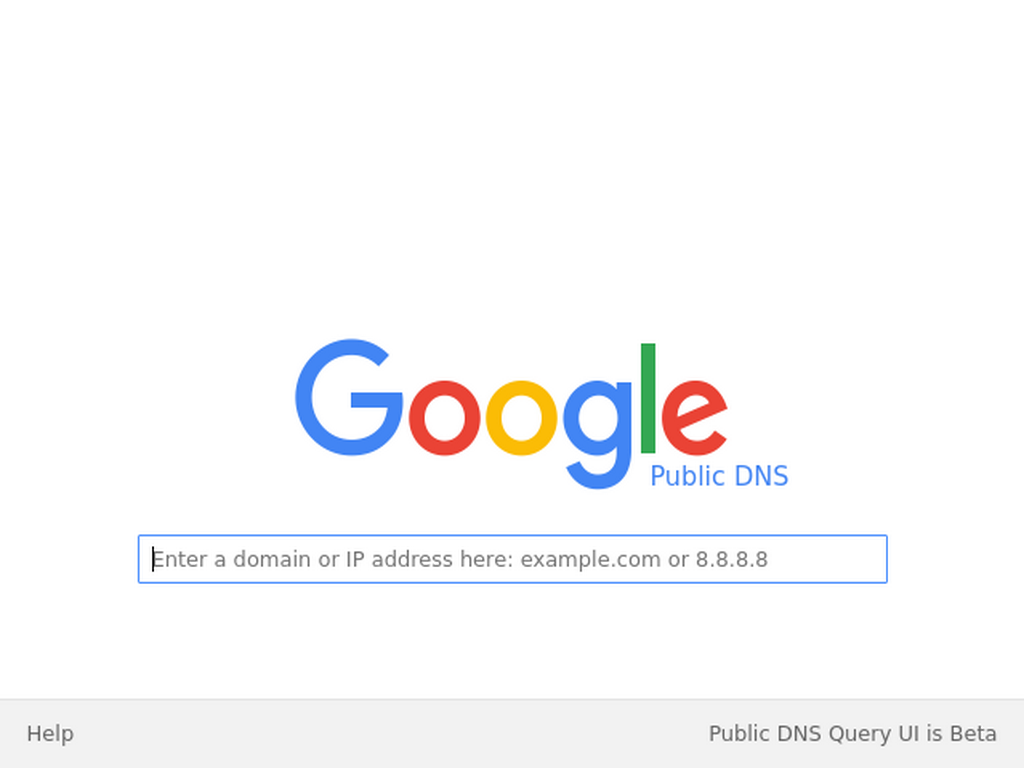 Google
Public DNS
Enter a domain or IP address here: example.com or 8.8.8.8
Help
Public DNS Query UI is Beta